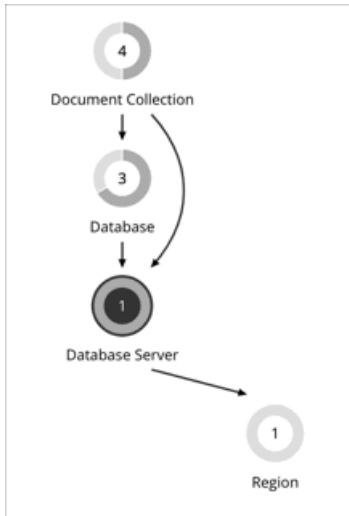 4
Document Collection
3
Database
1
Database Server
1
Region